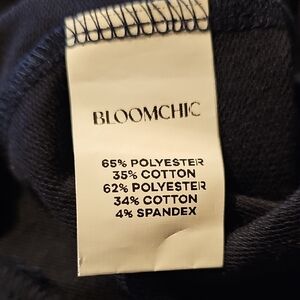 BLOOMCHIC
65% POLYESTER
35% COTTON
62% POLYESTER
34% COTTON
4% SPANDEX